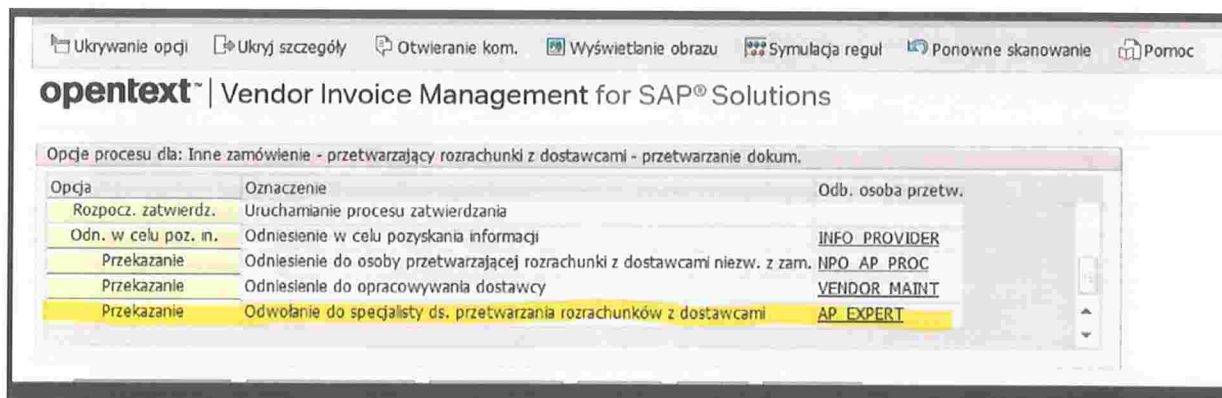 Ukrywanie opcji Ukryj szczegóły Otwieranie kom. Wyświetlanie obrazu Symulacja reguł Ponowne skanowanie Pomoc
opentext™ | Vendor Invoice Management for SAP® Solutions
Opcje procesu dla: Inne zamówienie - przetwarzający rozrachunki z dostawcami - przetwarzanie dokum.
Opcja Oznaczenie Odb. osoba przetw.
Rozpocz. zatwierdz. Uruchamianie procesu zatwierdzania
Odn. w celu poz. in. Odniesienie w celu pozyskania informacji INFO_PROVIDER
Przekazanie Odniesienie do osoby przetwarzającej rozrachunki z dostawcami niezw. z zam. NPO_AP_PROC
Przekazanie Odniesienie do opracowywania dostawcy VENDOR_MAINT
Przekazanie Odwołanie do specjalisty ds. przetwarzania rozrachunków z dostawcami AP_EXPERT